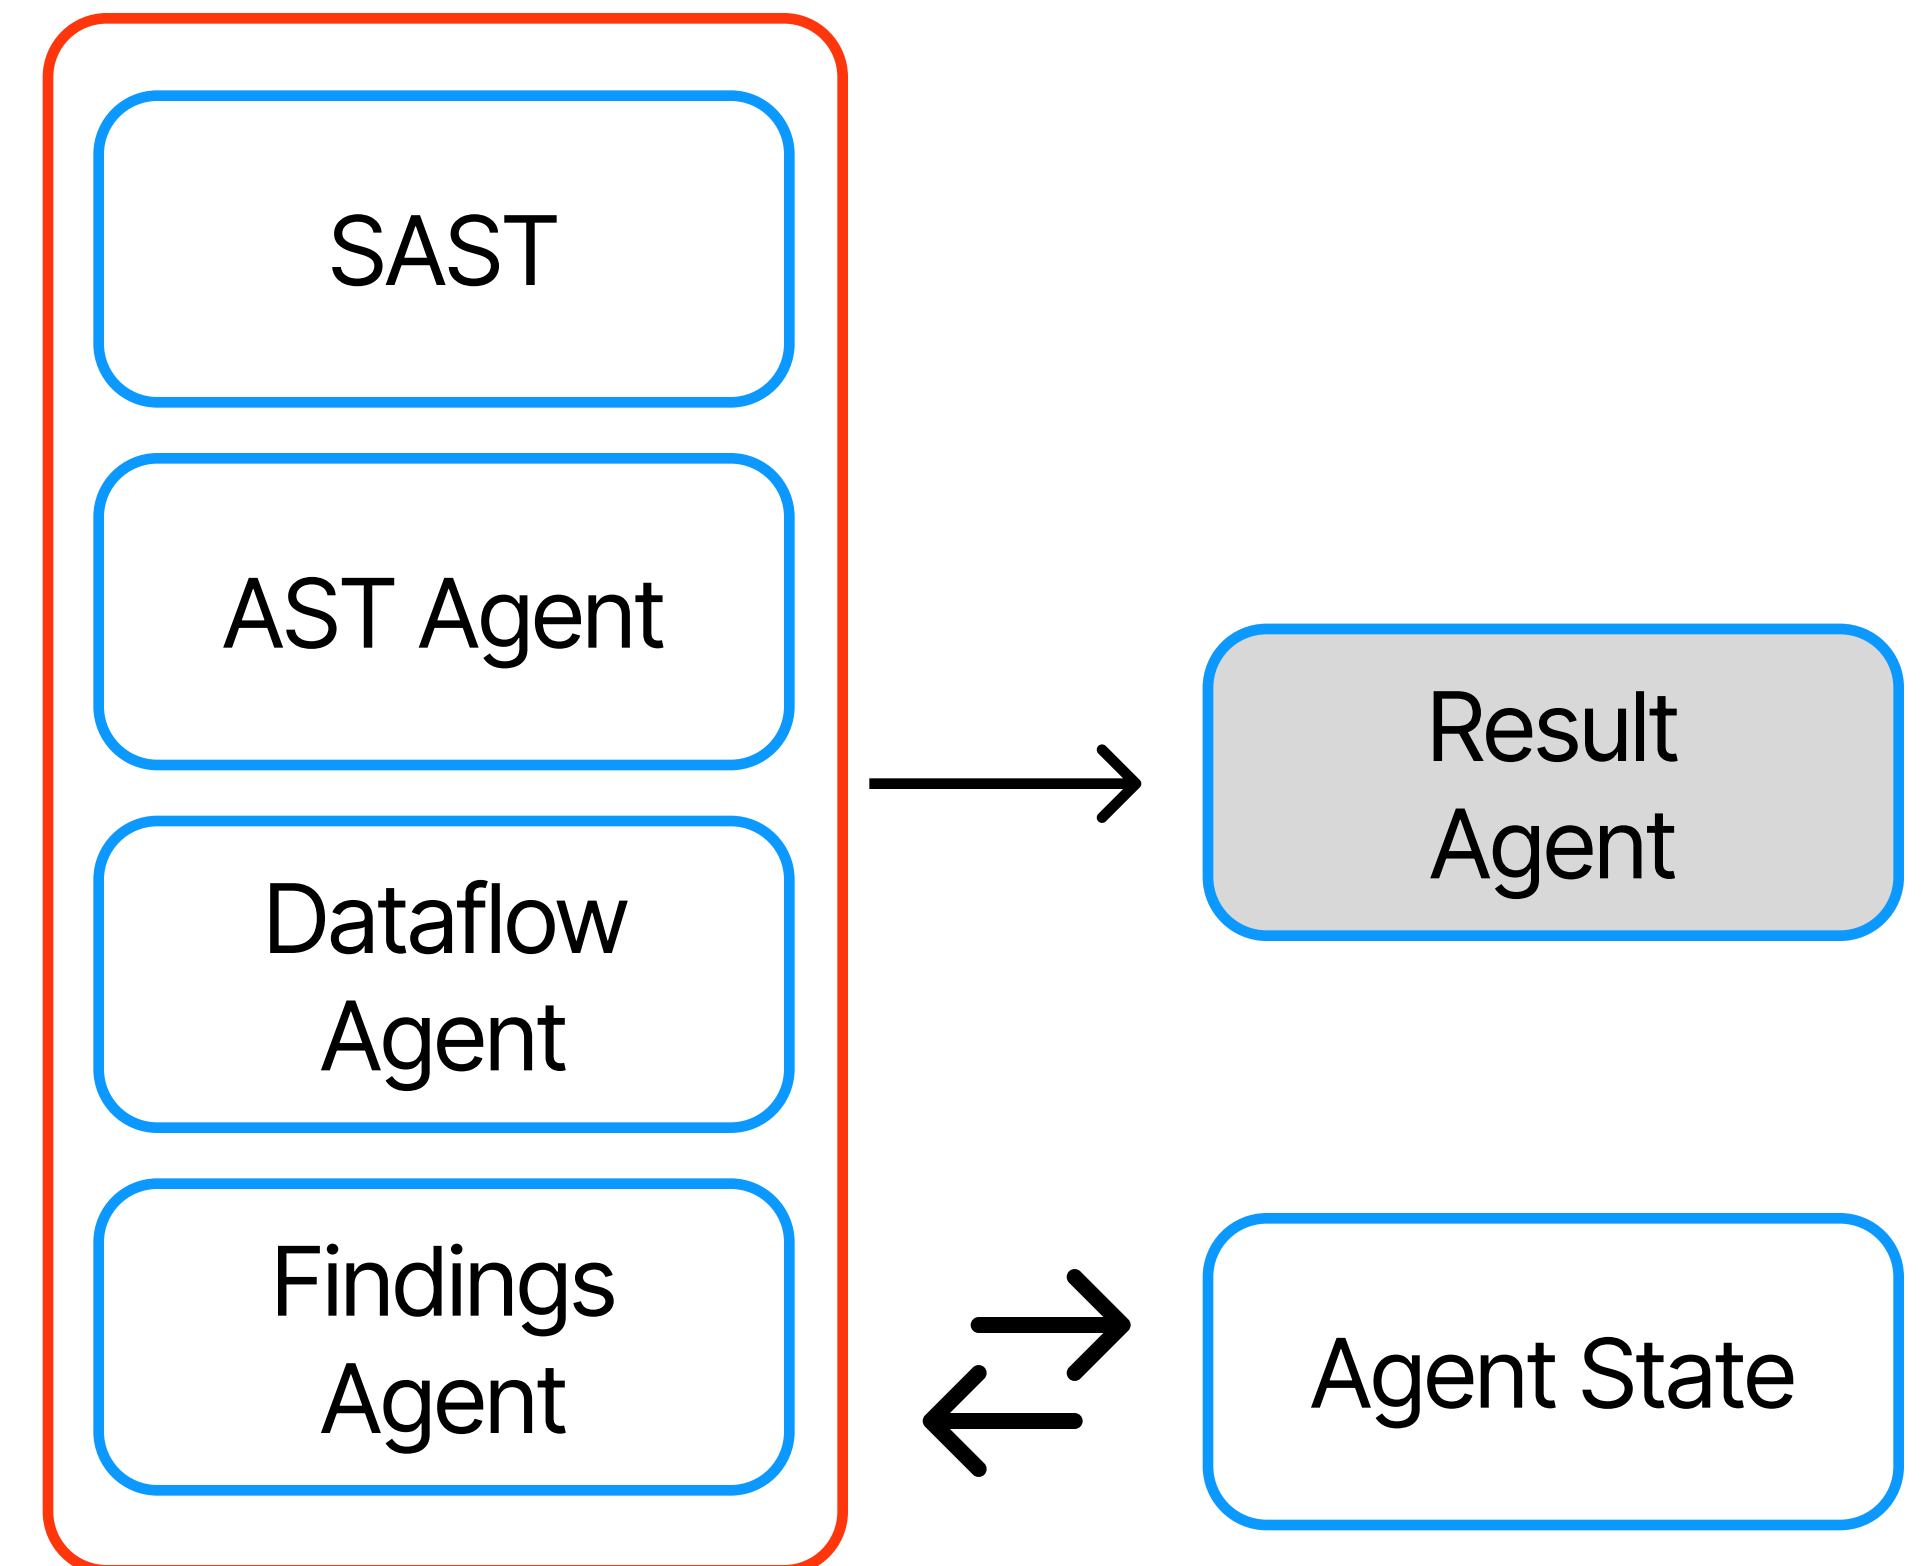 SAST
AST Agent
Dataflow
Agent
Findings
Agent
Result
Agent
Agent State